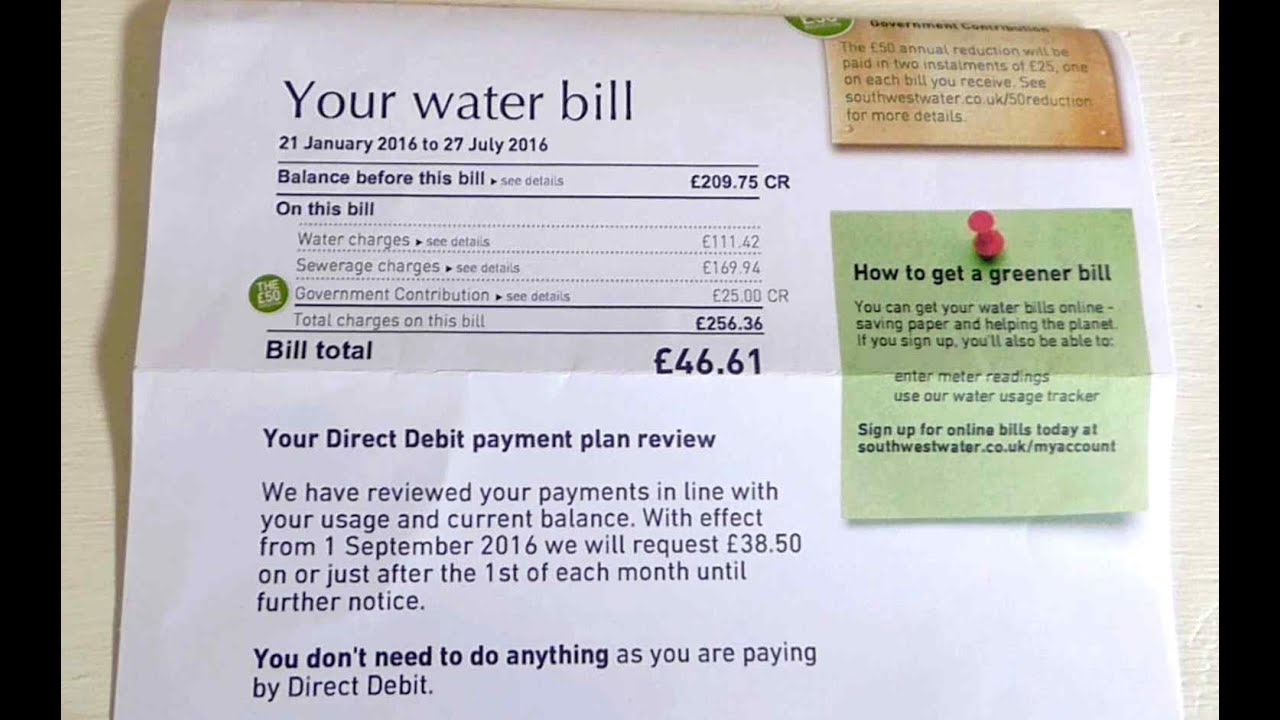 Your water bill
21 January 2016 to 27 July 2016
Balance before this bill ▸ see details £209.75 CR
On this bill
Water charges ▸ see details £111.42
Sewerage charges ▸ see details £169.94
THE
£50
Government Contribution ▸ see details £25.00 CR
Total charges on this bill £256.36
Bill total £46.61
Your Direct Debit payment plan review
We have reviewed your payments in line with
your usage and current balance. With effect
from 1 September 2016 we will request £38.50
on or just after the 1st of each month until
further notice.
You don't need to do anything as you are paying
by Direct Debit.
£50
Government Contribution
The £50 annual reduction will be
paid in two instalments of £25, one
on each bill you receive. See
southwestwater.co.uk/50reduction
for more details.
How to get a greener bill
You can get your water bills online -
saving paper and helping the planet.
If you sign up, you'll also be able to:
enter meter readings
use our water usage tracker
Sign up for online bills today at
southwestwater.co.uk/myaccount